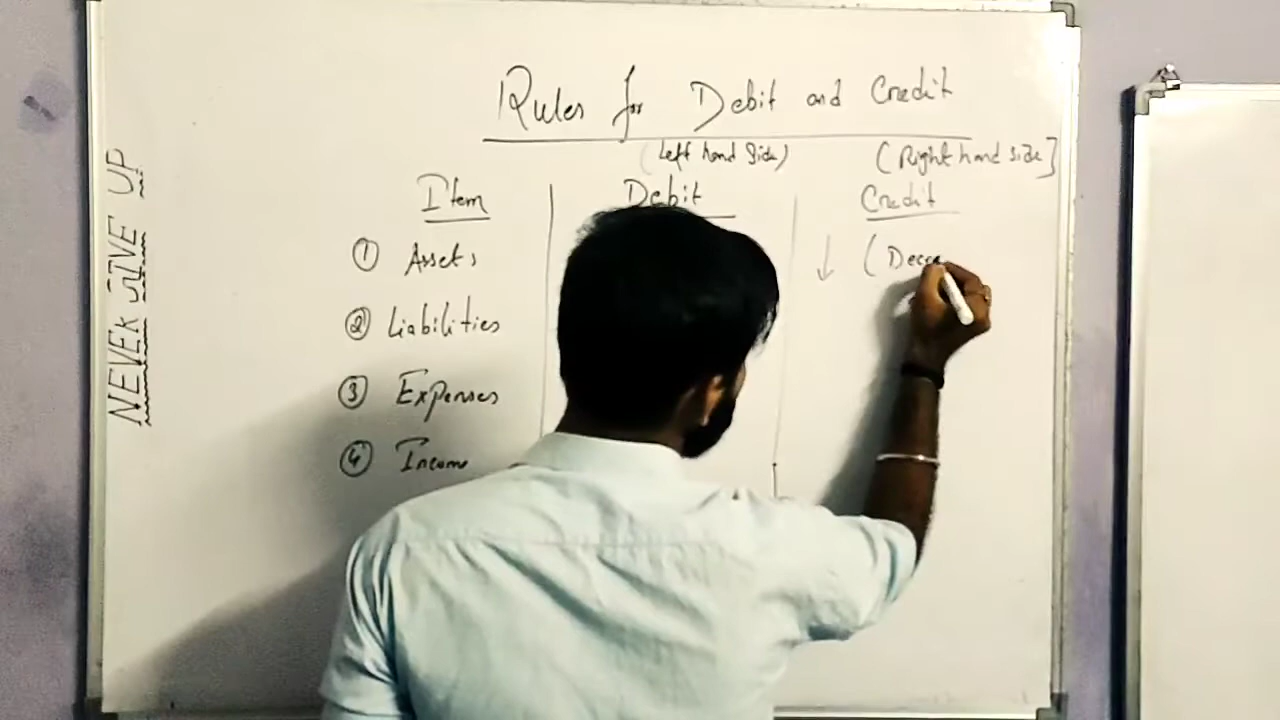 Rules for Debit and Credit
(Left hand Side) (Right hand side]
Item Debit Credit
① Assets ↓ (Decre
② Liabilities
③ Expenses
④ Income
NEVER GIVE UP